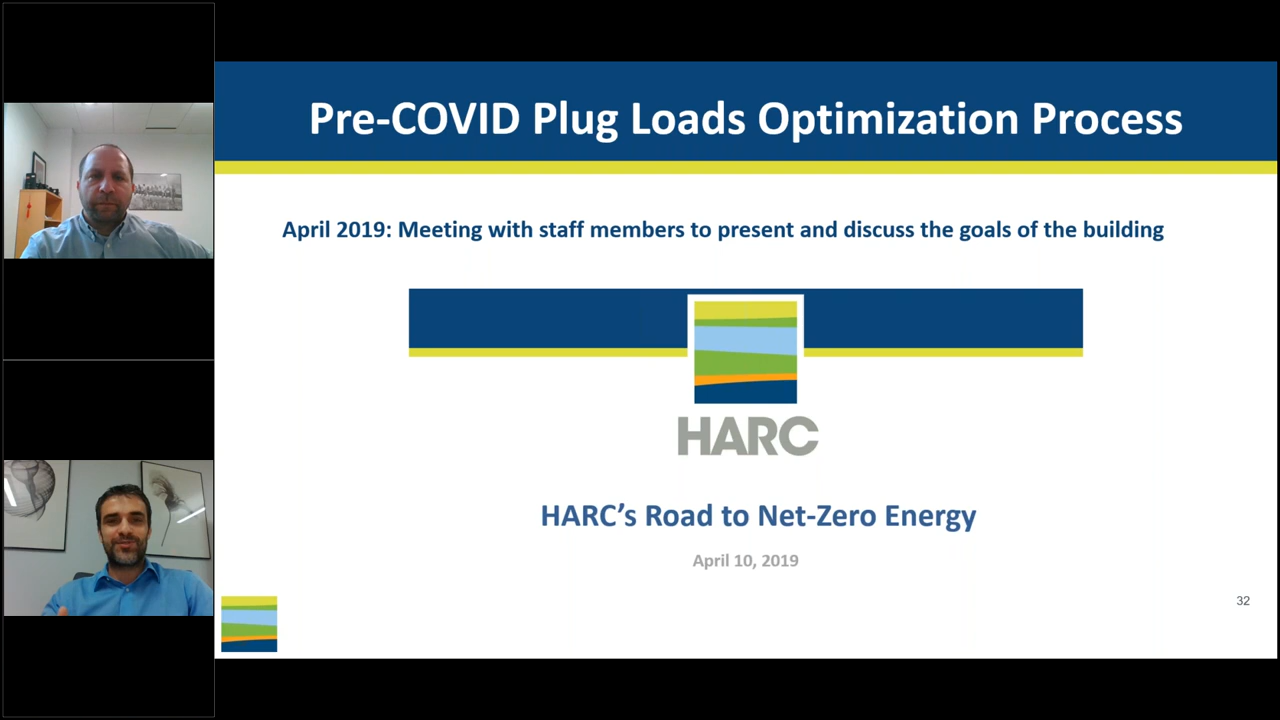 Pre-COVID Plug Loads Optimization Process
April 2019: Meeting with staff members to present and discuss the goals of the building
HARC
HARC’s Road to Net-Zero Energy
April 10, 2019
32